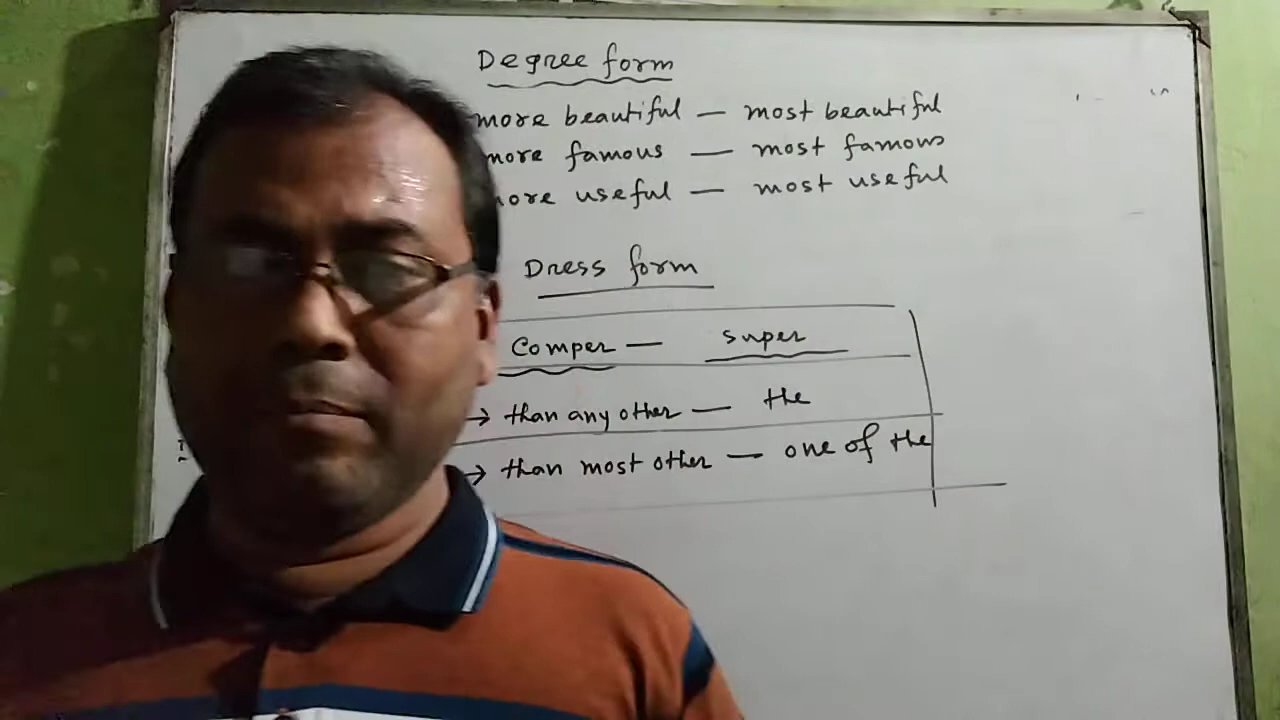 Degree form
more beautiful — most beautiful
more famous — most famous
more useful — most useful
Dress form
Comper — super
→ than any other — the
→ than most other — one of the